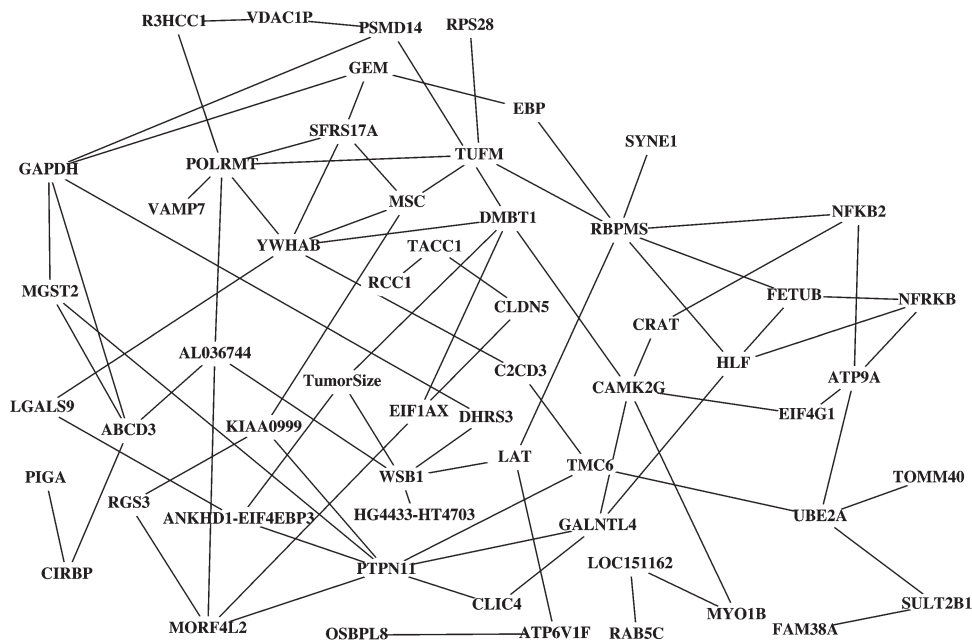 R3HCC1
VDAC1P
PSMD14
RPS28
GEM
EBP
SFRS17A
SYNE1
GAPDH
POLRMT
TUFM
VAMP7
MSC
DMBT1
RBPMS
NFKB2
YWHAB
TACC1
RCC1
MGST2
CLDN5
FETUB
NFRKB
CRAT
AL036744
HLF
C2CD3
TumorSize
CAMK2G
ATP9A
LGALS9
ABCD3
KIAA0999
EIF1AX
DHRS3
EIF4G1
PIGA
WSB1
LAT
TMC6
TOMM40
RGS3
ANKHD1-EIF4EBP3
HG4433-HT4703
GALNTL4
UBE2A
CIRBP
PTPN11
LOC151162
CLIC4
MYO1B
SULT2B1
MORF4L2
OSBPL8
ATP6V1F
RAB5C
FAM38A